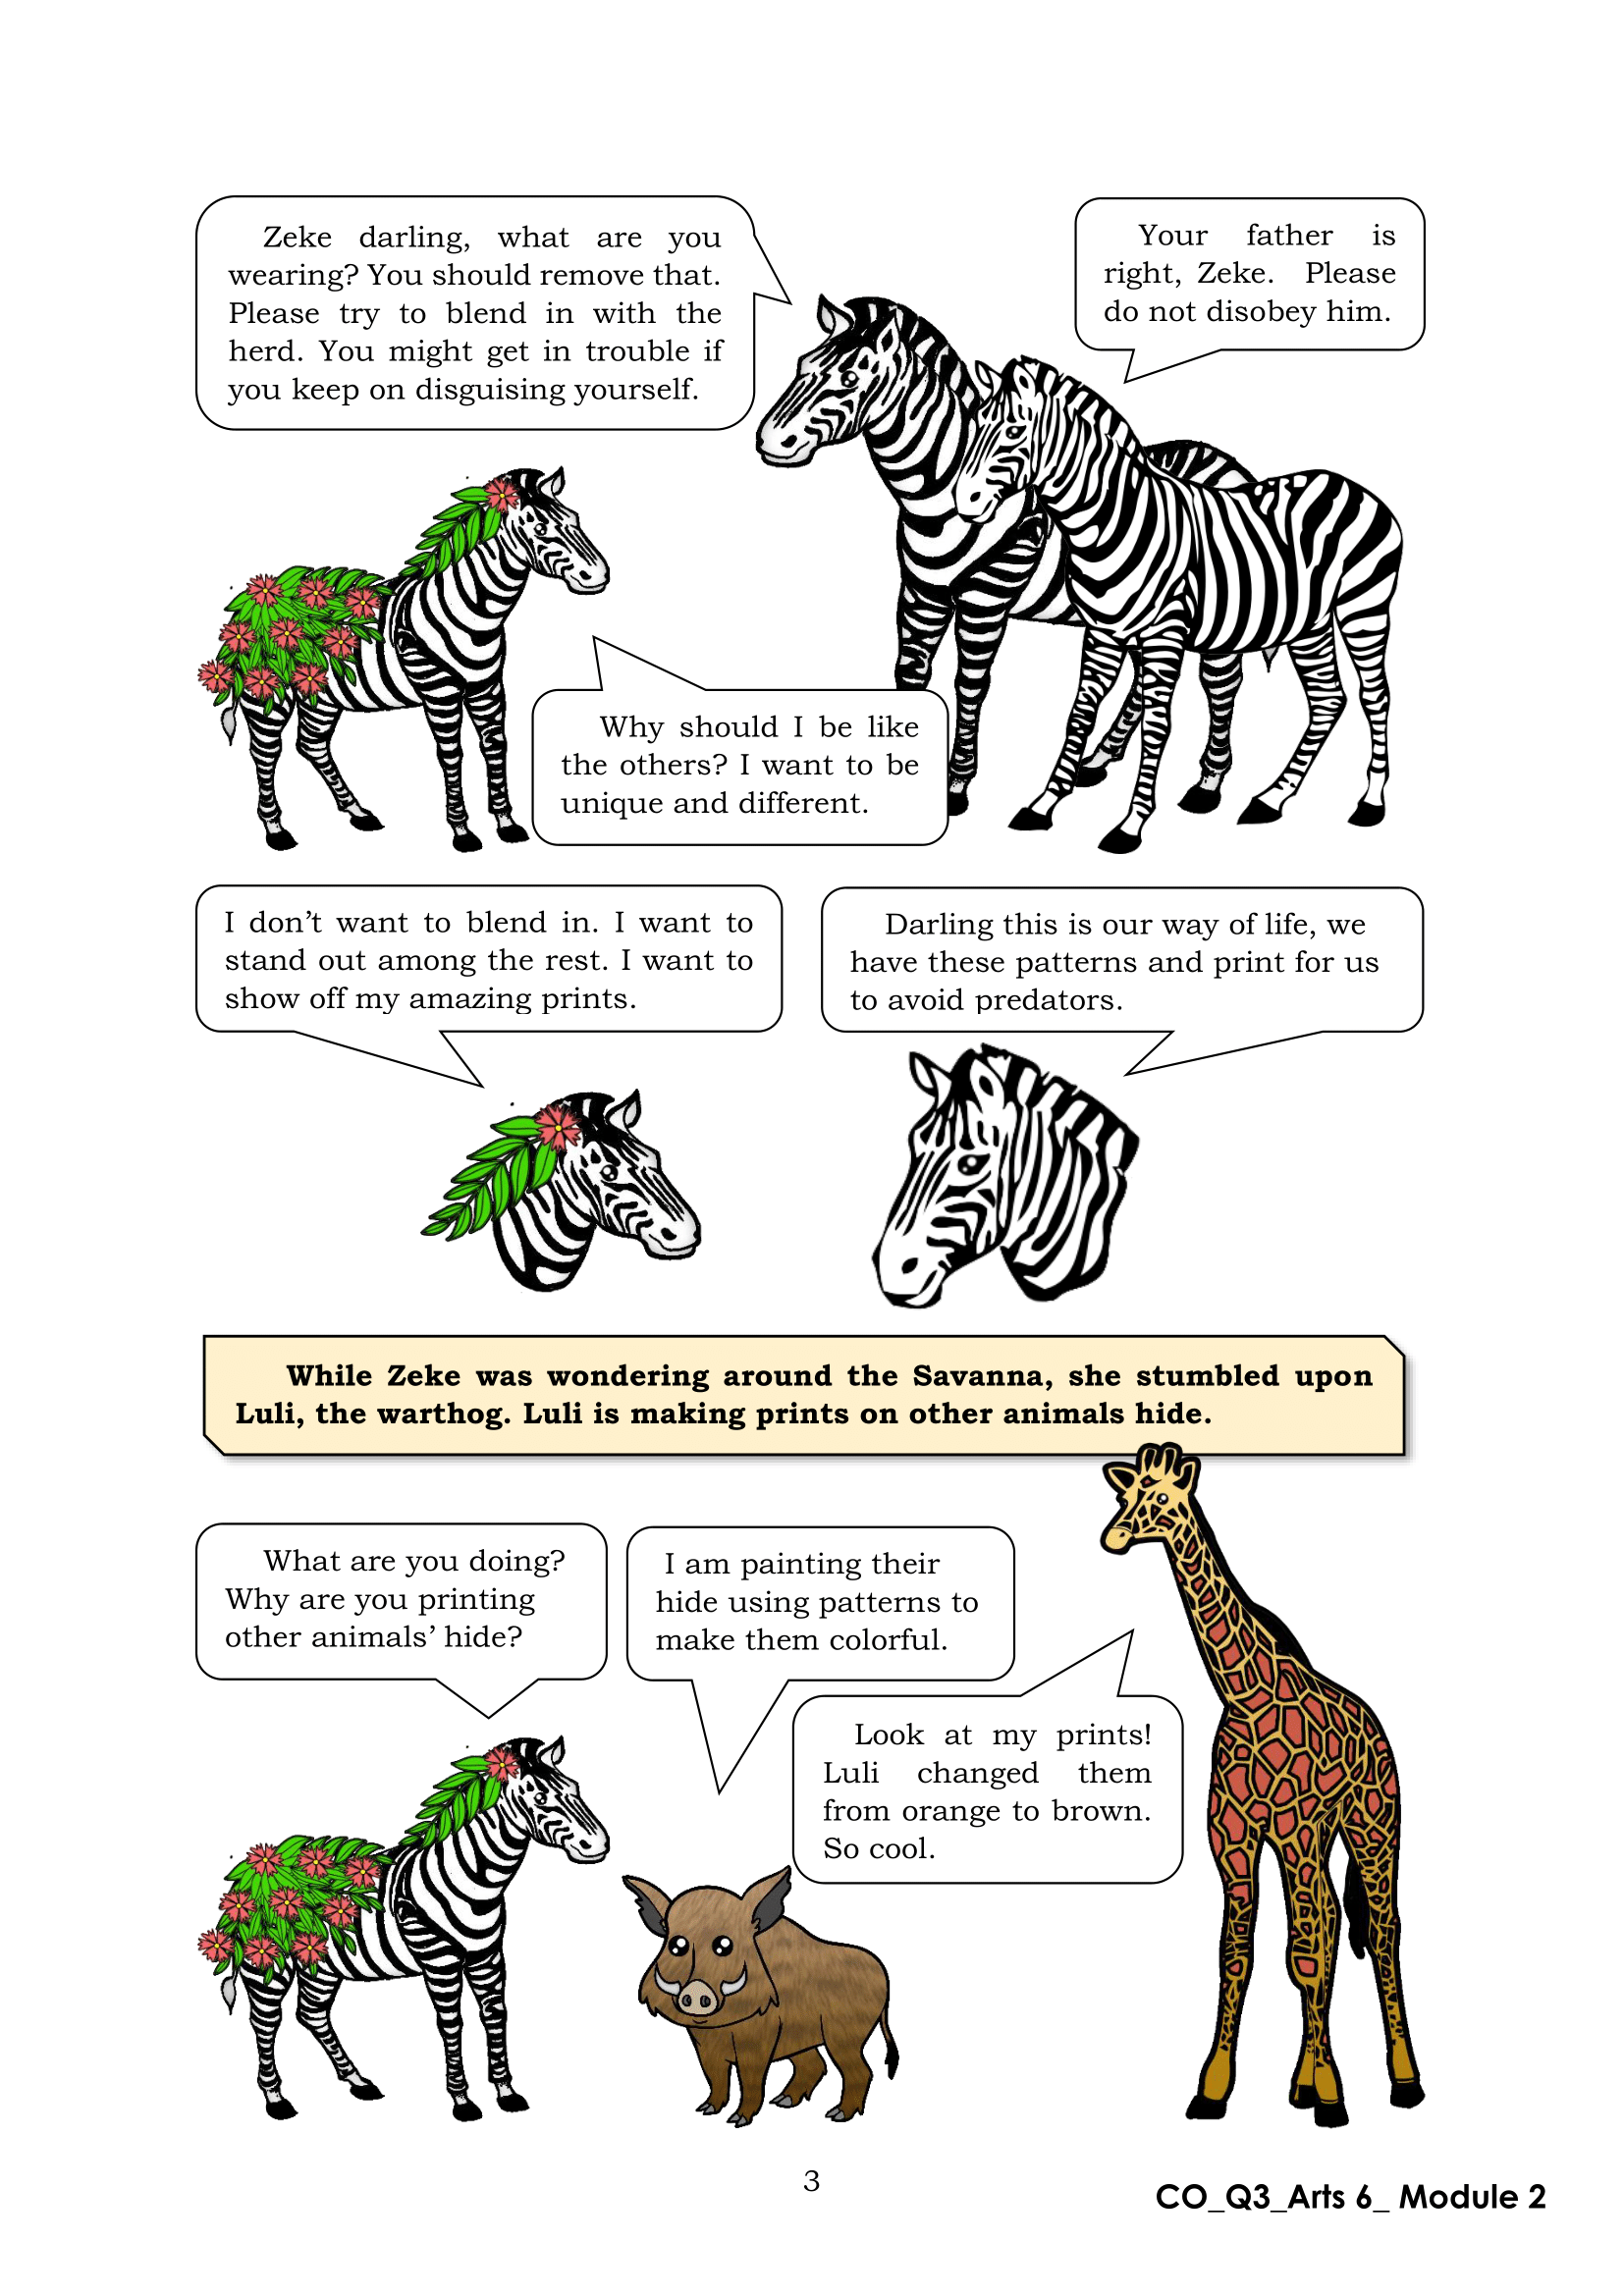 Zeke darling, what are you
wearing? You should remove that.
Please try to blend in with the
herd. You might get in trouble if
you keep on disguising yourself.
Your father is
right, Zeke. Please
do not disobey him.
Why should I be like
the others? I want to be
unique and different.
I don’t want to blend in. I want to
stand out among the rest. I want to
show off my amazing prints.
Darling this is our way of life, we
have these patterns and print for us
to avoid predators.
While Zeke was wondering around the Savanna, she stumbled upon
Luli, the warthog. Luli is making prints on other animals hide.
What are you doing?
Why are you printing
other animals’ hide?
I am painting their
hide using patterns to
make them colorful.
Look at my prints!
Luli changed them
from orange to brown.
So cool.
3
CO_Q3_Arts 6_ Module 2